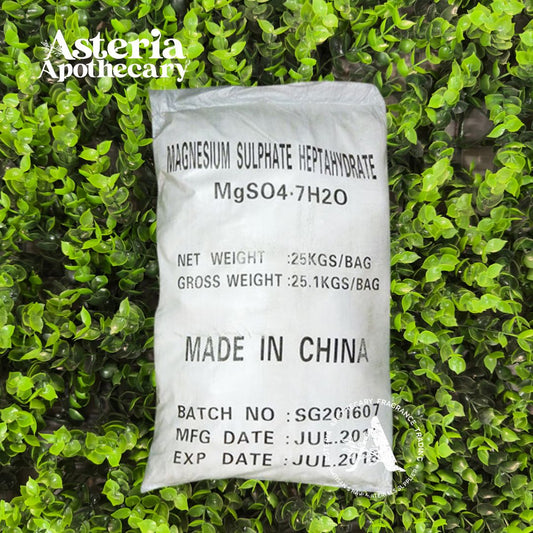 Asteria
Apothecary
MAGNESIUM SULPHATE HEPTAHYDRATE
MgSO4·7H2O
NET WEIGHT :25KGS/BAG
GROSS WEIGHT :25.1KGS/BAG
MADE IN CHINA
BATCH NO :SG201607
MFG DATE :JUL.201
EXP DATE :JUL.2018